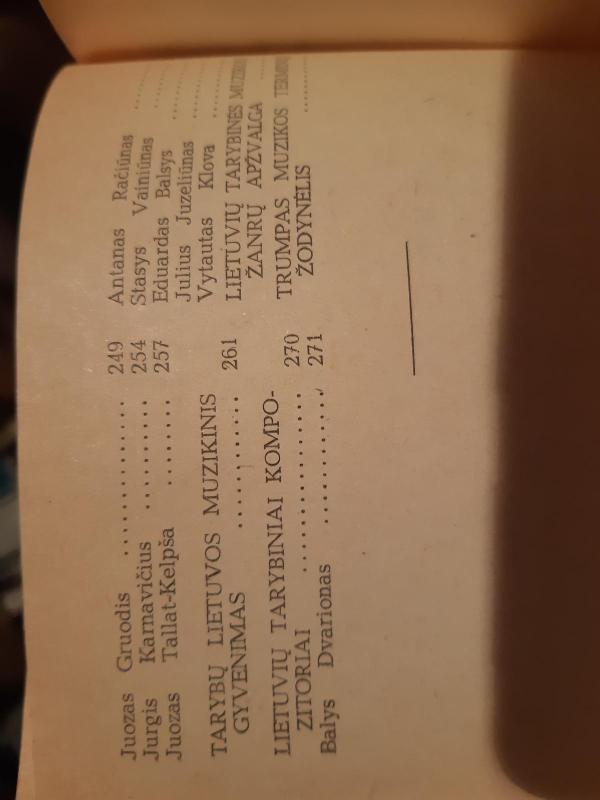 Juozas Gruodis .............. 249
Jurgis Karnavičius .......... 254
Juozas Tallat-Kelpša ........ 257
TARYBŲ LIETUVOS MUZIKINIS
GYVENIMAS ............ 261
LIETUVIŲ TARYBINIAI KOMPO-
ZITORIAI ................ 270
Balys Dvarionas ............ 271
Antanas Račiūnas ......
Stasys Vainiūnas ......
Eduardas Balsys ......
Julius Juzeliūnas ......
Vytautas Klova ......
LIETUVIŲ TARYBINĖS
ŽANRŲ APŽVALGA ......
TRUMPAS MUZIKOS
ŽODYNĖLIS ......